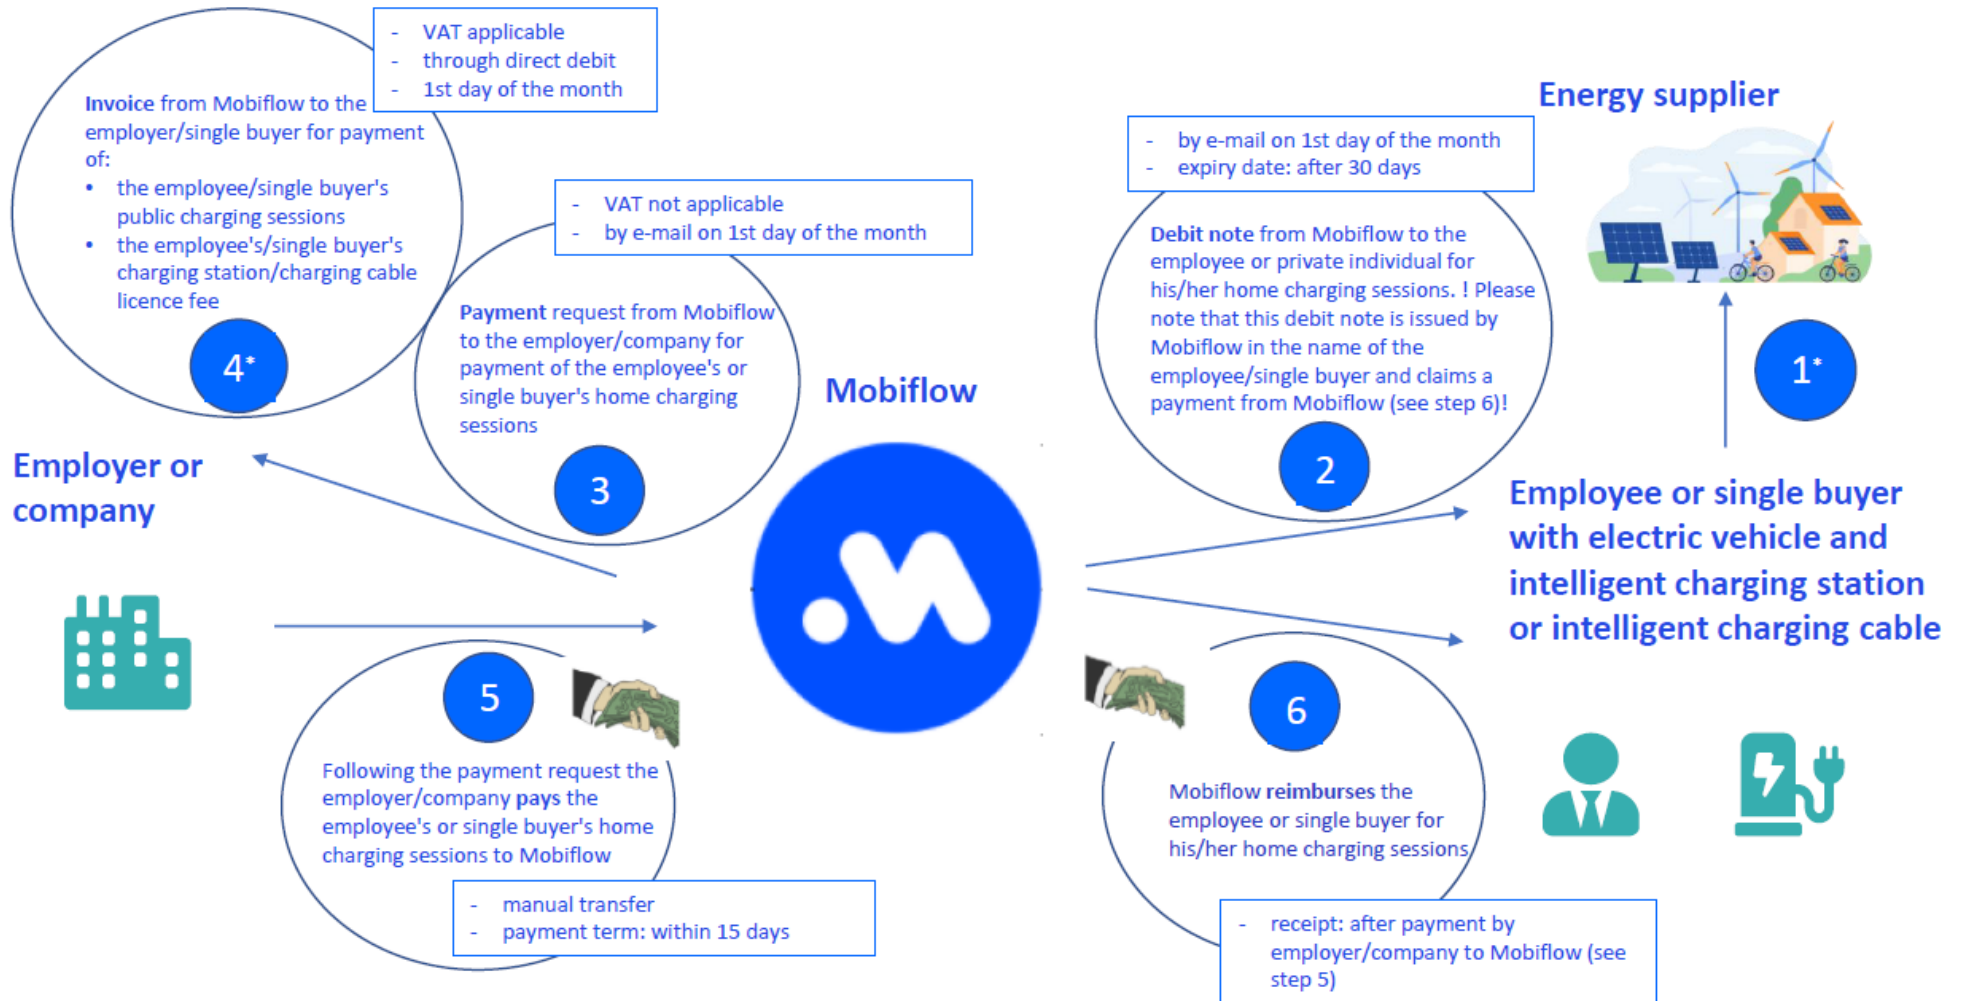 - VAT applicable
- through direct debit
- 1st day of the month
Invoice from Mobiflow to the
employer/single buyer for payment
of:
• the employee/single buyer's
public charging sessions
• the employee's/single buyer's
charging station/charging cable
licence fee
4*
- VAT not applicable
- by e-mail on 1st day of the month
Payment request from Mobiflow
to the employer/company for
payment of the employee's or
single buyer's home charging
sessions
3
Mobiflow
- by e-mail on 1st day of the month
- expiry date: after 30 days
Debit note from Mobiflow to the
employee or private individual for
his/her home charging sessions. ! Please
note that this debit note is issued by
Mobiflow in the name of the
employee/single buyer and claims a
payment from Mobiflow (see step 6)!
2
Energy supplier
1*
Employer or
company
Employee or single buyer
with electric vehicle and
intelligent charging station
or intelligent charging cable
5
Following the payment request the
employer/company pays the
employee's or single buyer's home
charging sessions to Mobiflow
- manual transfer
- payment term: within 15 days
6
Mobiflow reimburses the
employee or single buyer for
his/her home charging sessions
- receipt: after payment by
employer/company to Mobiflow (see
step 5)